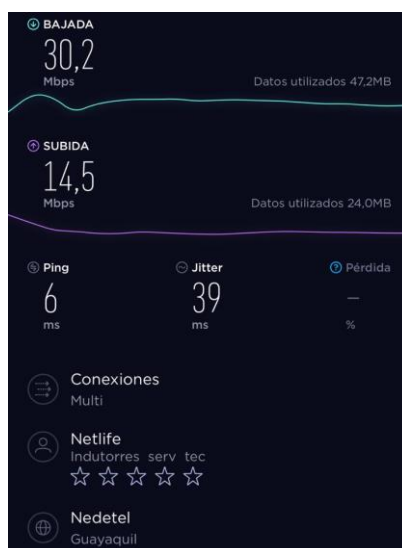 BAJADA
30,2
Mbps
Datos utilizados 47,2MB
SUBIDA
14,5
Mbps
Datos utilizados 24,0MB
Ping Jitter Pérdida
6 39 —
ms ms %
Conexiones
Multi
Netlife
Indutorres serv tec
Nedetel
Guayaquil